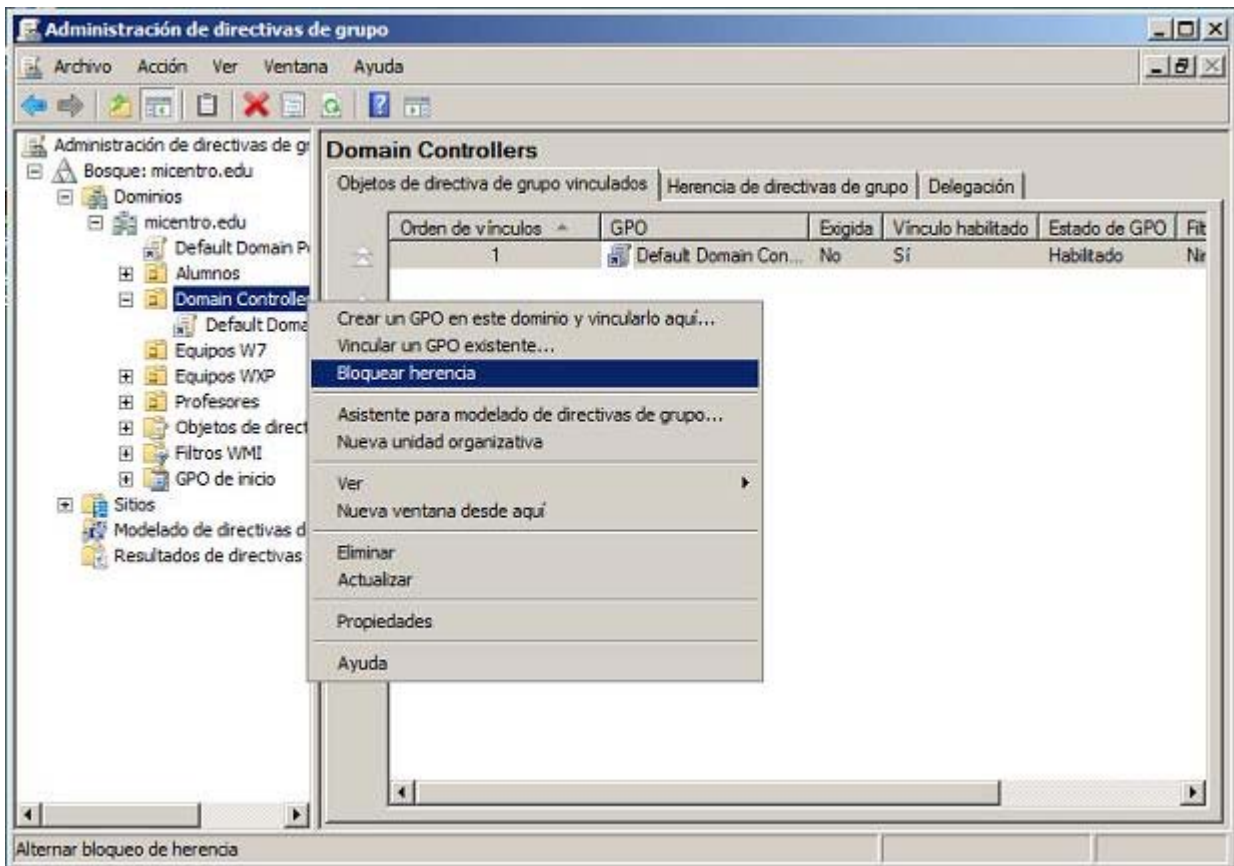 Administración de directivas de grupo
Archivo Acción Ver Ventana Ayuda
Administración de directivas de gr
Bosque: micentro.edu
Dominios
micentro.edu
Default Domain P
Alumnos
Domain Controller
Default Doma
Equipos W7
Equipos WXP
Profesores
Objetos de direct
Filtros WMI
GPO de inicio
Sitios
Modelado de directivas d
Resultados de directivas
Domain Controllers
Objetos de directiva de grupo vinculados Herencia de directivas de grupo Delegación
Orden de vínculos GPO Exigida Vínculo habilitado Estado de GPO Filt
1 Default Domain Con... No Sí Habilitado Nin
Crear un GPO en este dominio y vincularlo aquí...
Vincular un GPO existente...
Bloquear herencia
Asistente para modelado de directivas de grupo...
Nueva unidad organizativa
Ver
Nueva ventana desde aquí
Eliminar
Actualizar
Propiedades
Ayuda
Alternar bloqueo de herencia